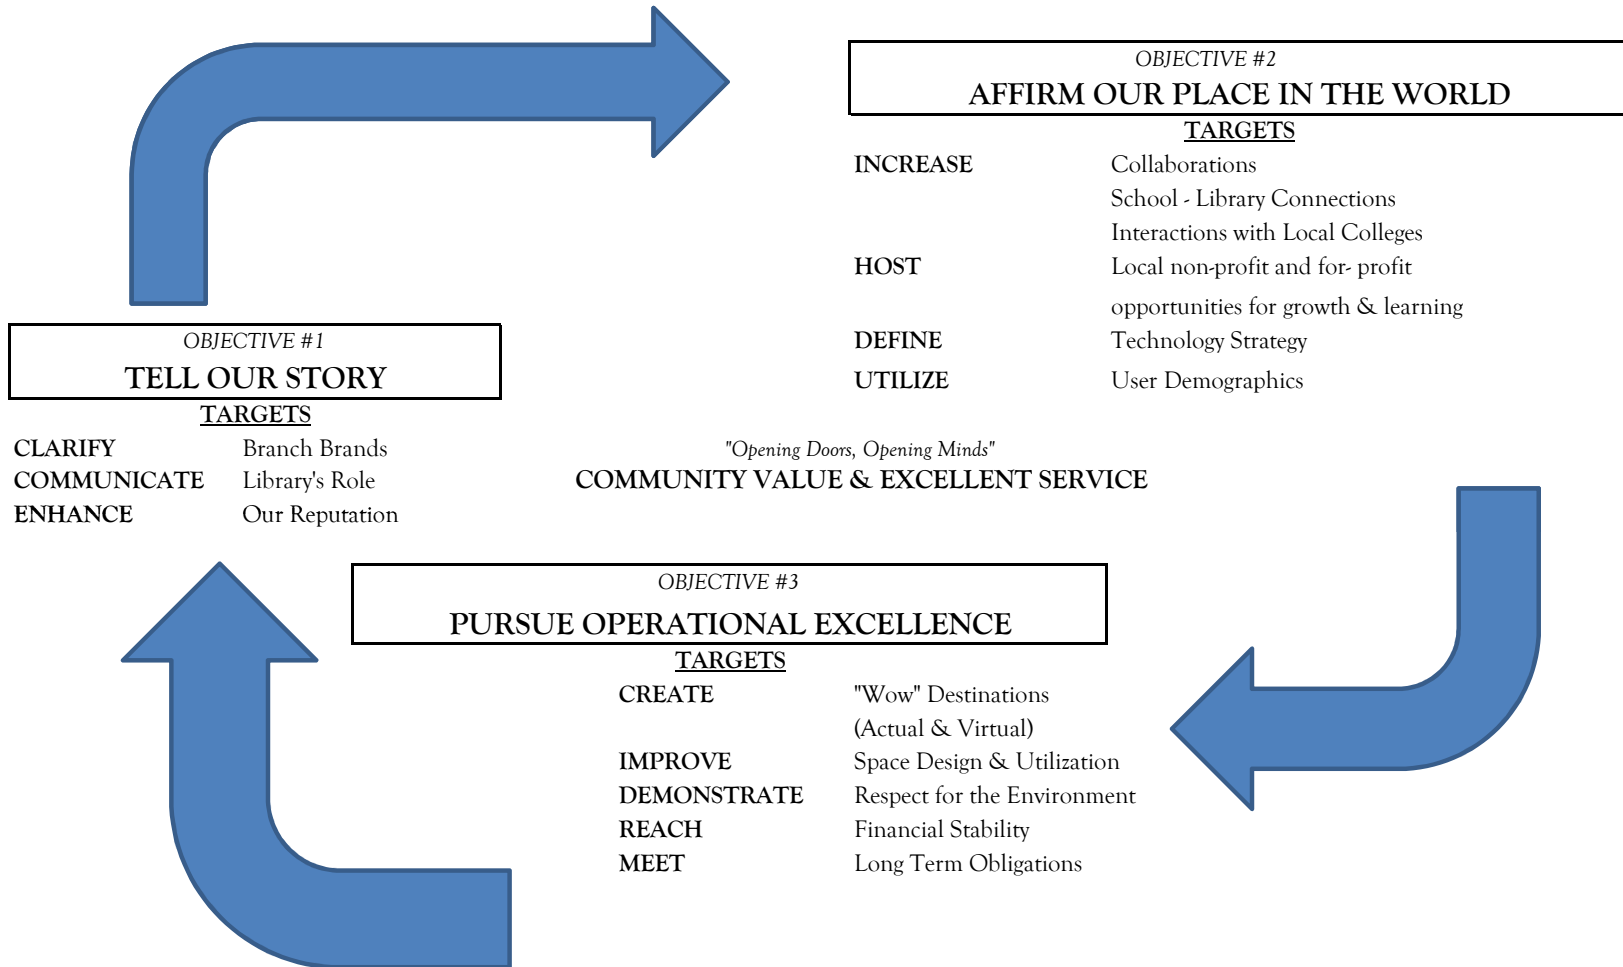 OBJECTIVE #2
AFFIRM OUR PLACE IN THE WORLD
TARGETS
INCREASE Collaborations
School - Library Connections
Interactions with Local Colleges
HOST Local non-profit and for- profit
opportunities for growth & learning
DEFINE Technology Strategy
UTILIZE User Demographics
OBJECTIVE #1
TELL OUR STORY
TARGETS
CLARIFY Branch Brands
COMMUNICATE Library's Role
ENHANCE Our Reputation
"Opening Doors, Opening Minds"
COMMUNITY VALUE & EXCELLENT SERVICE
OBJECTIVE #3
PURSUE OPERATIONAL EXCELLENCE
TARGETS
CREATE "Wow" Destinations
(Actual & Virtual)
IMPROVE Space Design & Utilization
DEMONSTRATE Respect for the Environment
REACH Financial Stability
MEET Long Term Obligations